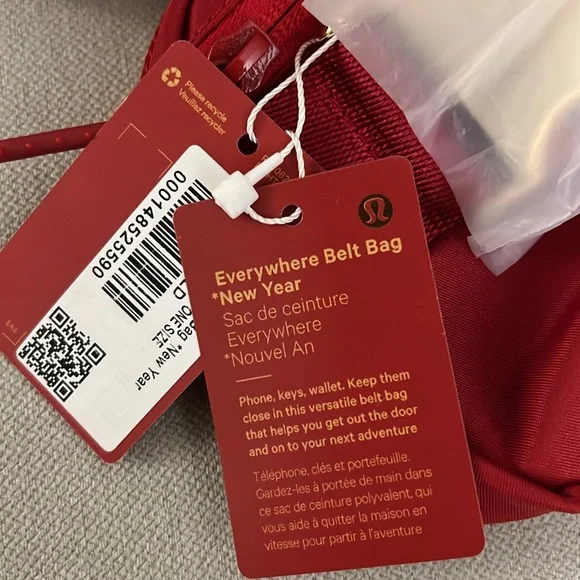 Please recycle
Veuillez recycler
000148525590
Bag *New Year
ONE SIZE
Everywhere Belt Bag
*New Year
Sac de ceinture
Everywhere
*Nouvel An
Phone, keys, wallet. Keep them
close in this versatile belt bag
that helps you get out the door
and on to your next adventure
Téléphone, clés et portefeuille.
Gardez-les à portée de main dans
ce sac de ceinture polyvalent, qui
vous aide à quitter la maison en
vitesse pour partir à l'aventure